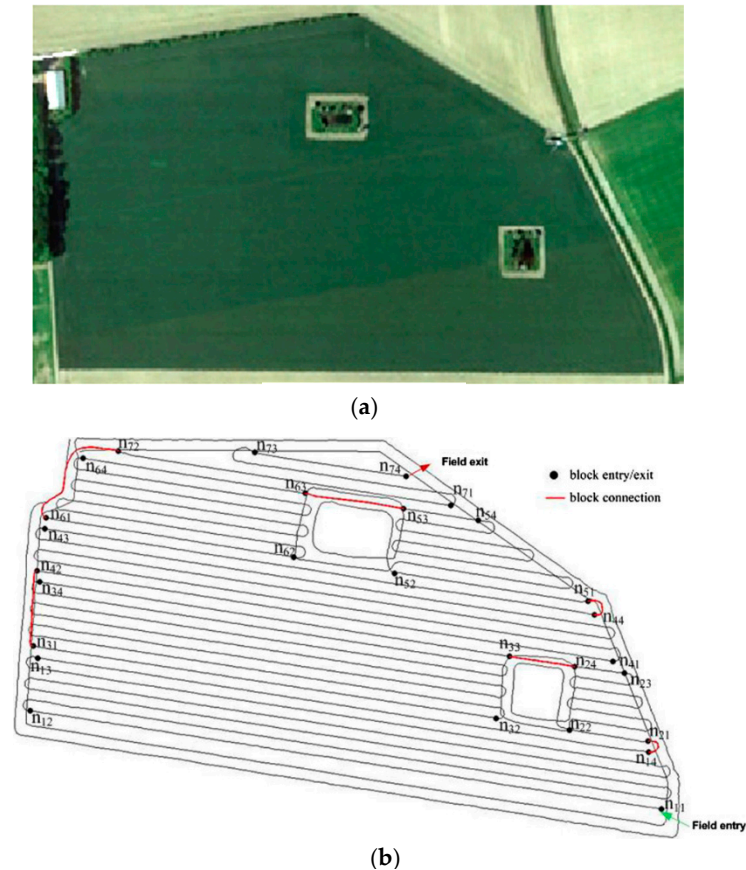 (a)
n72
n73
n64
n74
Field exit
block entry/exit
n63
n71
block connection
n53
n54
n61
n43
n62
n42
n52
n34
n51
n44
n31
n33
n24
n41
n13
n23
n12
n32
n22
n21
n14
n11
Field entry
(b)